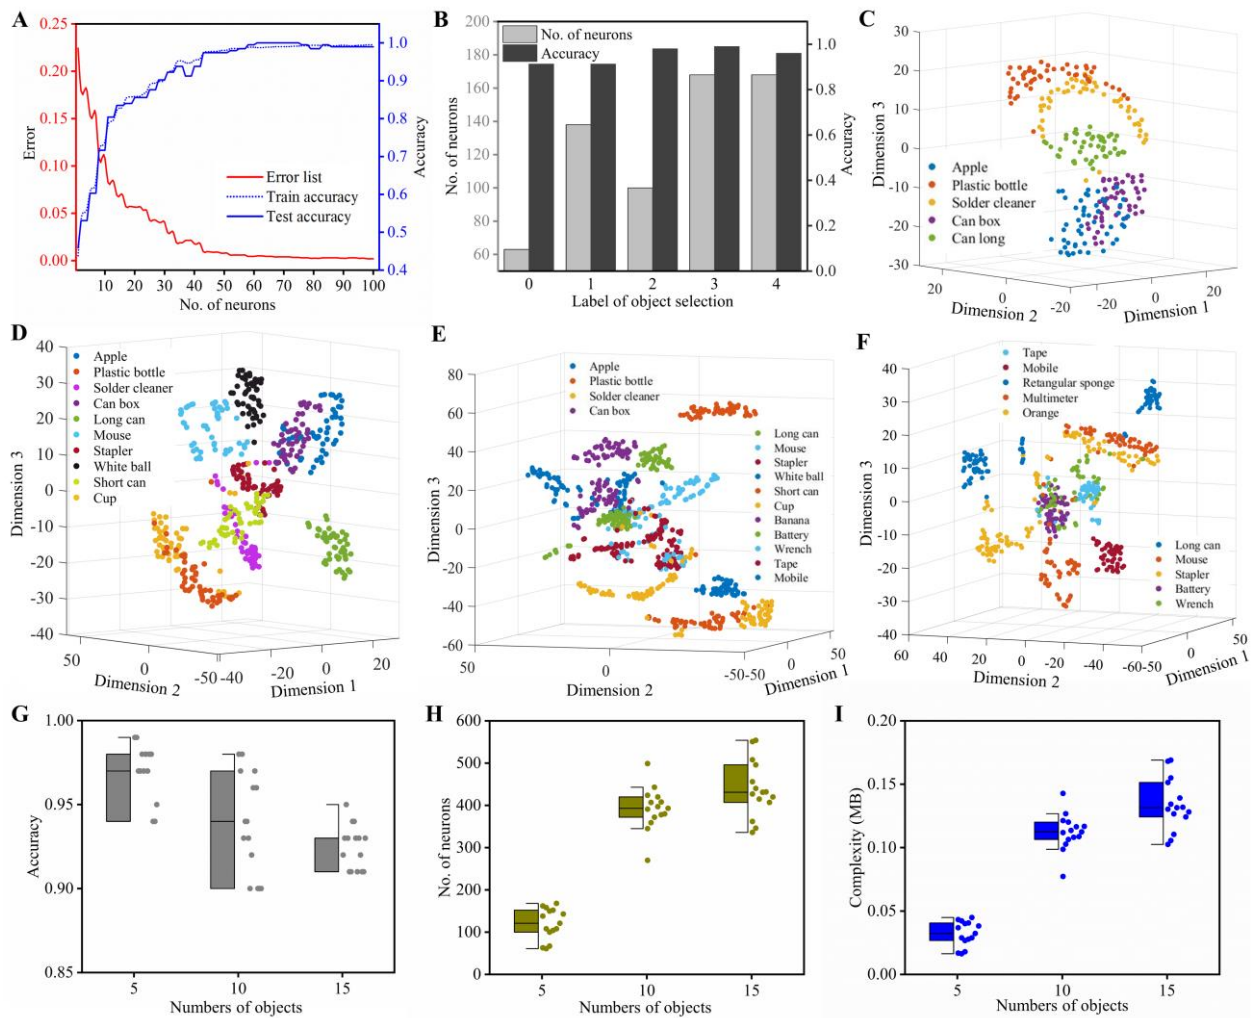 A
0.25
0.20
0.15
0.10
0.05
0.00
Error
1.0
0.9
0.8
0.7
0.6
0.5
0.4
Accuracy
Error list
Train accuracy
Test accuracy
10 20 30 40 50 60 70 80 90 100
No. of neurons
B
200
180
160
140
120
100
80
60
No. of neurons
No. of neurons
Accuracy
1.0
0.8
0.6
0.4
0.2
0.0
Accuracy
0 1 2 3 4
Label of object selection
C
30
20
10
0
-10
-20
-30
Dimension 3
Apple
Plastic bottle
Solder cleaner
Can box
Can long
20 0 -20
Dimension 2
-20 0 20
Dimension 1
D
40
30
20
10
0
-10
-20
-30
-40
Dimension 3
Apple
Plastic bottle
Solder cleaner
Can box
Long can
Mouse
Stapler
White ball
Short can
Cup
50 0 -50
Dimension 2
-40 -20 0 20
Dimension 1
E
80
60
40
20
0
-20
-40
-60
Dimension 3
Apple
Plastic bottle
Solder cleaner
Can box
Long can
Mouse
Stapler
White ball
Short can
Cup
Banana
Battery
Wrench
Tape
Mobile
50 0 -50
Dimension 2
-50 0 50
Dimension 1
F
40
30
20
10
0
-10
-20
-30
-40
Dimension 3
Tape
Mobile
Retangular sponge
Multimeter
Orange
Long can
Mouse
Stapler
Battery
Wrench
60 40 20 0 -20 -40 -60
Dimension 2
-50 0 50
Dimension 1
G
1.00
0.95
0.90
0.85
Accuracy
5 10 15
Numbers of objects
H
600
500
400
300
200
100
0
No. of neurons
5 10 15
Numbers of objects
I
0.20
0.15
0.10
0.05
0.00
Complexity (MB)
5 10 15
Numbers of objects